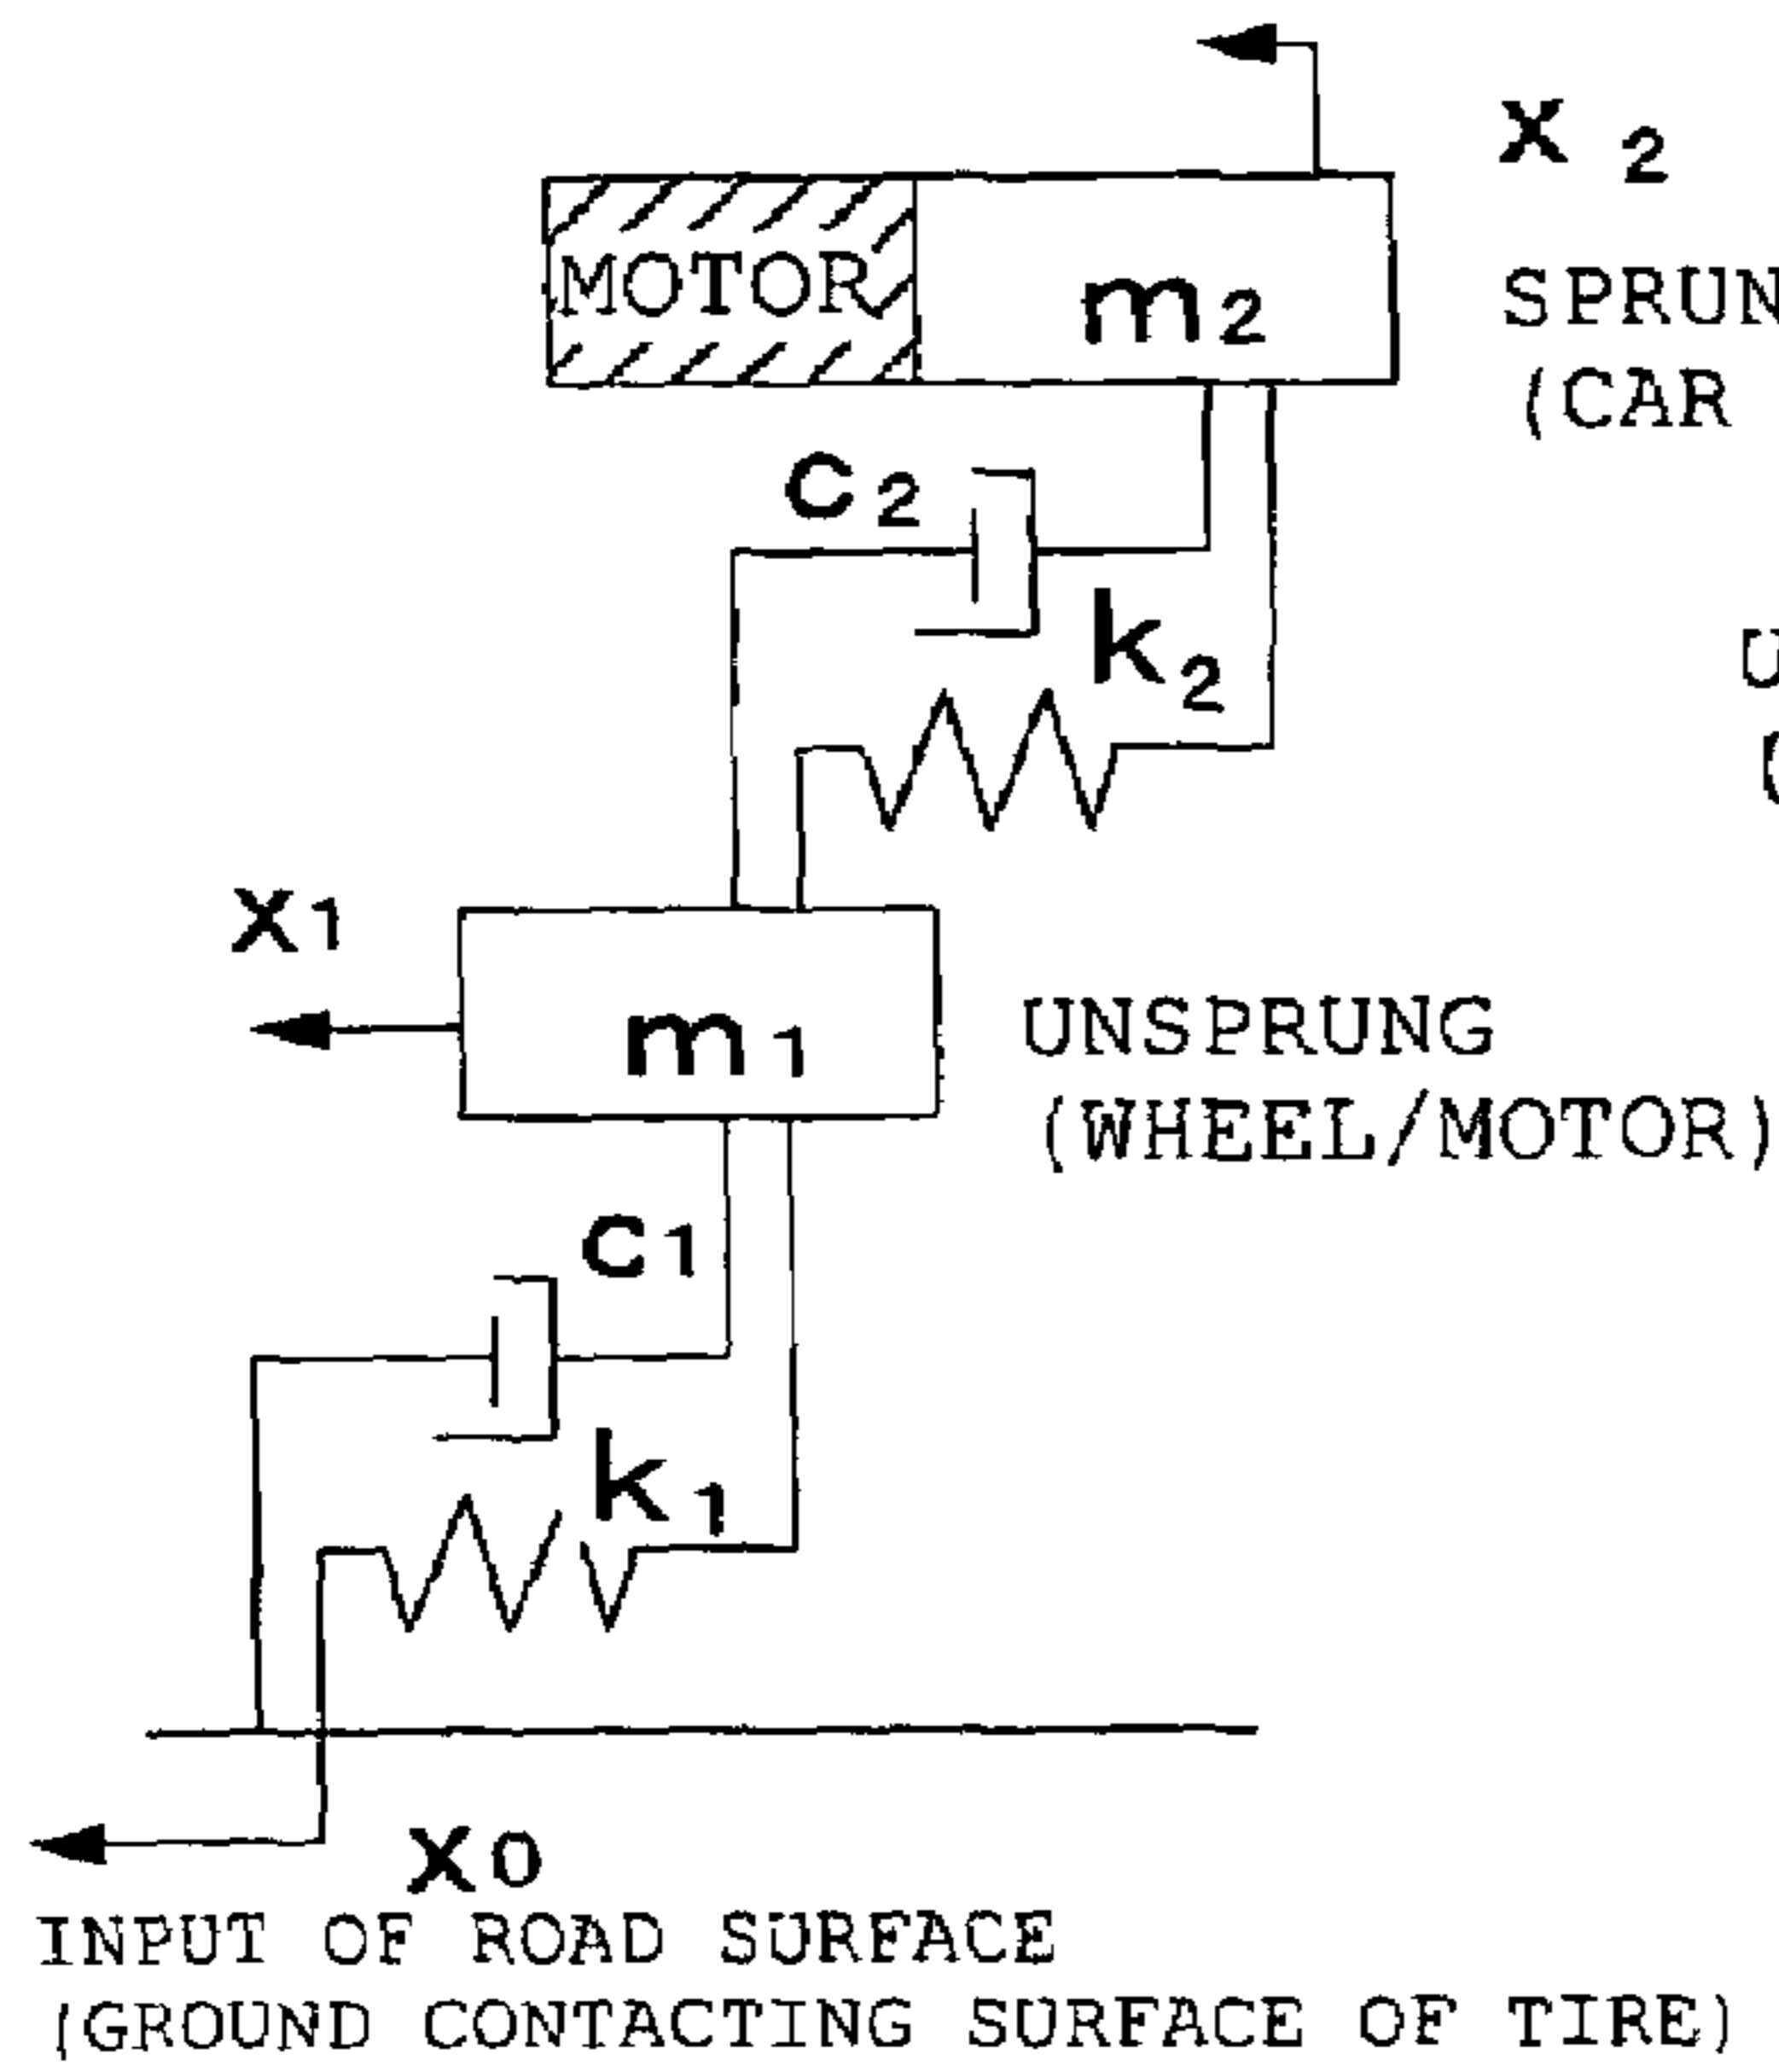 x2
MOTOR
m2
SPRUN
(CAR
c2
k2
U
(
x1
m1
UNSPRUNG
(WHEEL/MOTOR)
c1
k1
x0
INPUT OF ROAD SURFACE
(GROUND CONTACTING SURFACE OF TIRE)